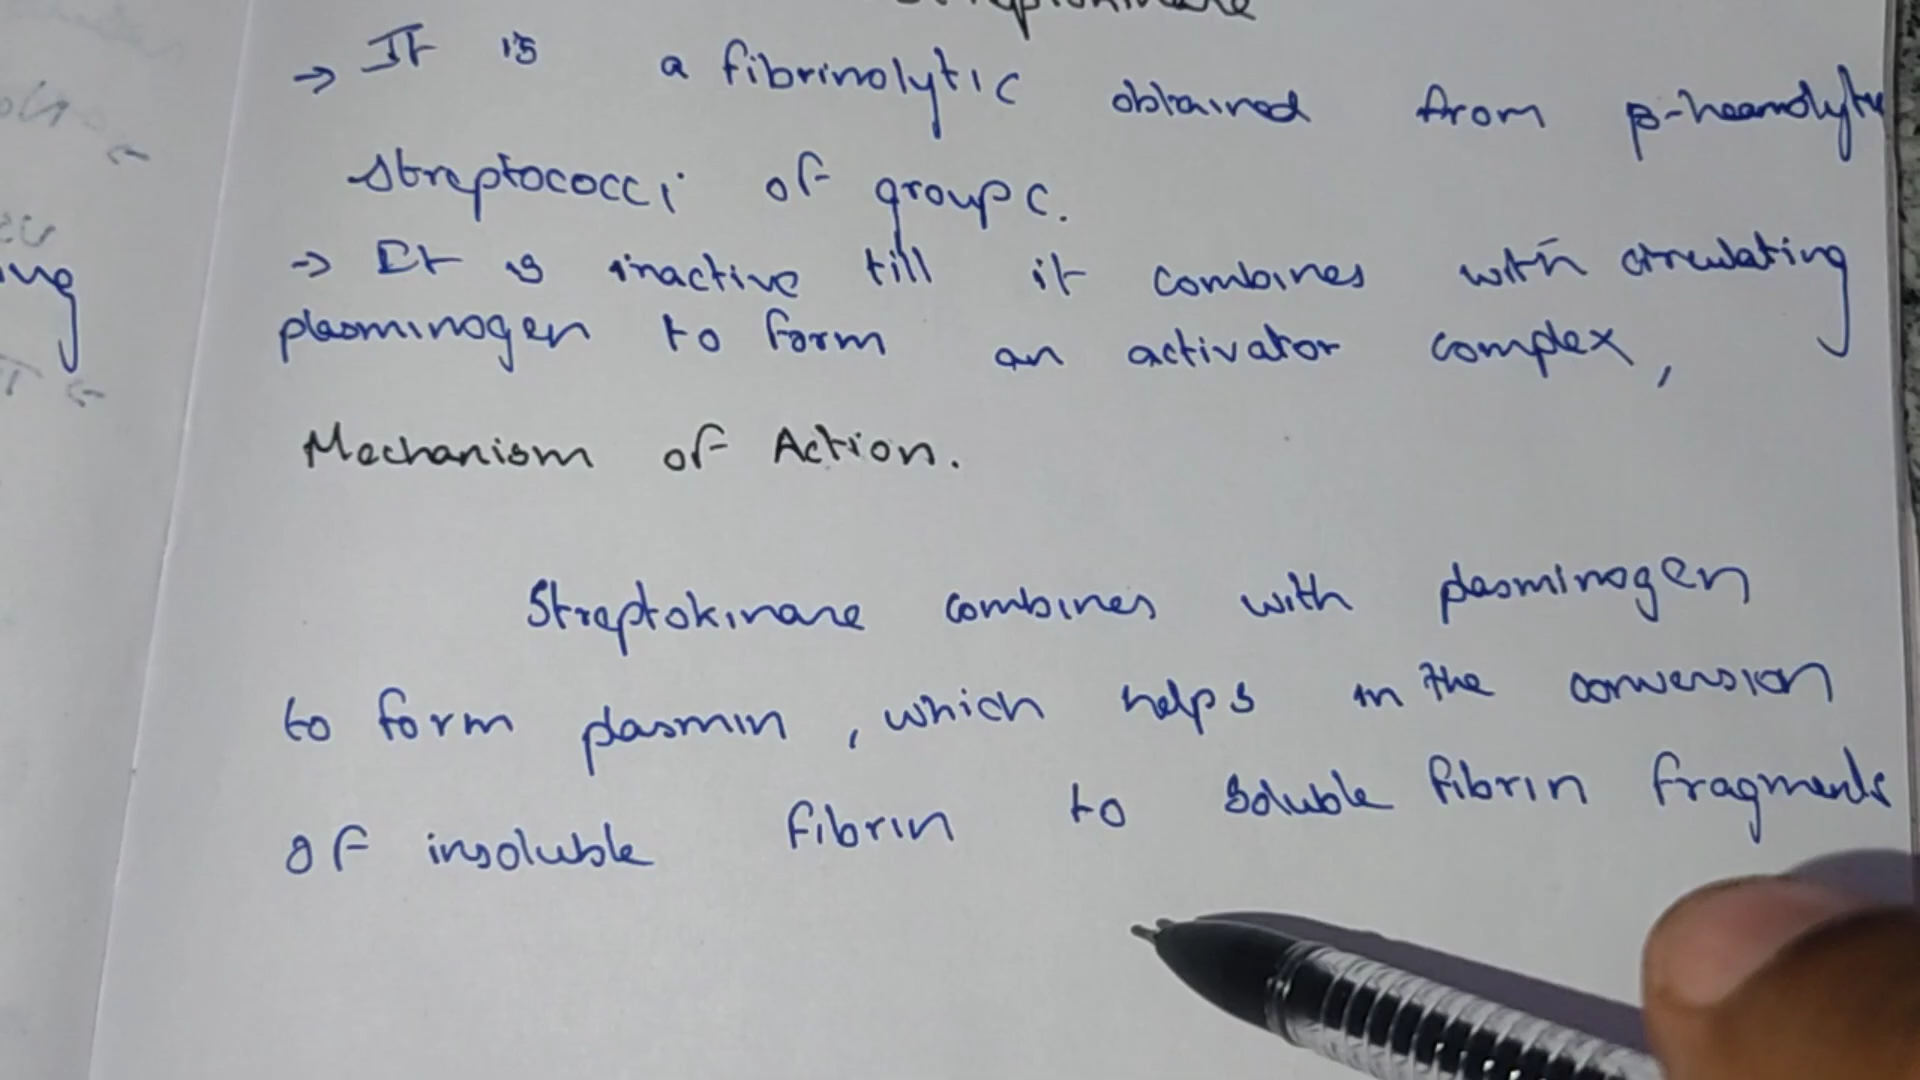 Streptokinase
→ It is a fibrinolytic obtained from β-heamolytic
streptococci of group c.
→ It is inactive till it combines with circulating
plasminogen to form an activator complex,
Mechanism of Action.
Streptokinase combines with plasminogen
to form plasmin, which helps in the conversion
of insoluble fibrin to soluble fibrin fragments